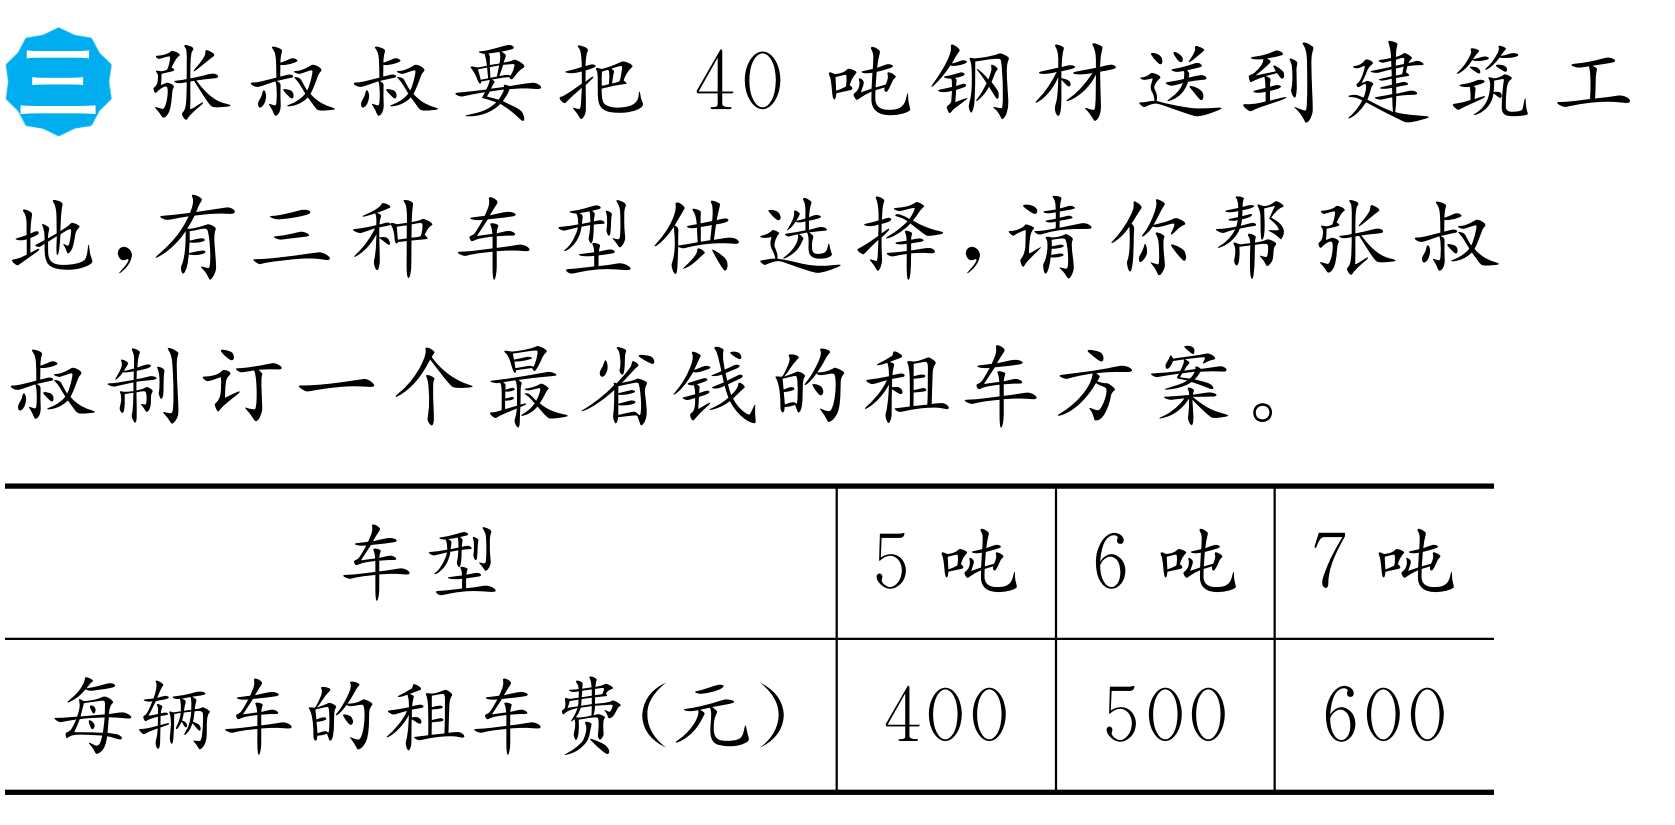 三 张叔叔要把 40 吨钢材送到建筑工
地,有三种车型供选择,请你帮张叔
叔制订一个最省钱的租车方案。
车型 5 吨 6 吨 7 吨
每辆车的租车费(元) 400 500 600